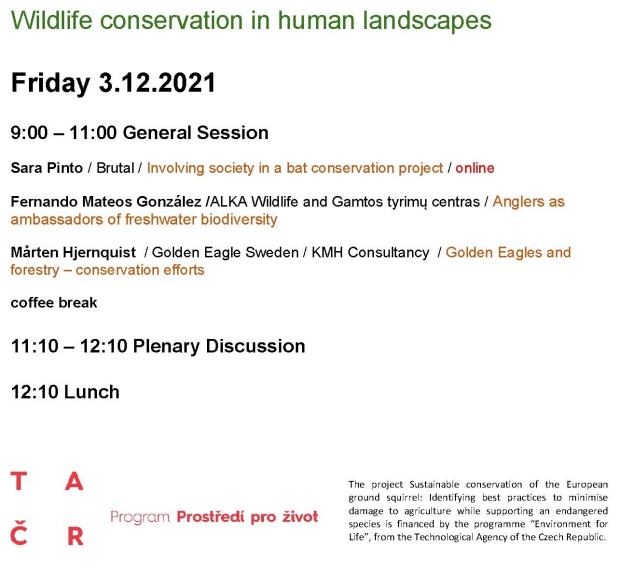 Wildlife conservation in human landscapes
Friday 3.12.2021
9:00 – 11:00 General Session
Sara Pinto / Brutal / Involving society in a bat conservation project / online
Fernando Mateos González /ALKA Wildlife and Gamtos tyrimų centras / Anglers as
ambassadors of freshwater biodiversity
Mårten Hjernquist / Golden Eagle Sweden / KMH Consultancy / Golden Eagles and
forestry – conservation efforts
coffee break
11:10 – 12:10 Plenary Discussion
12:10 Lunch
T A
Č R
Program Prostředí pro život
The project Sustainable conservation of the European
ground squirrel: Identifying best practices to minimise
damage to agriculture while supporting an endangered
species is financed by the programme "Environment for
Life", from the Technological Agency of the Czech Republic.